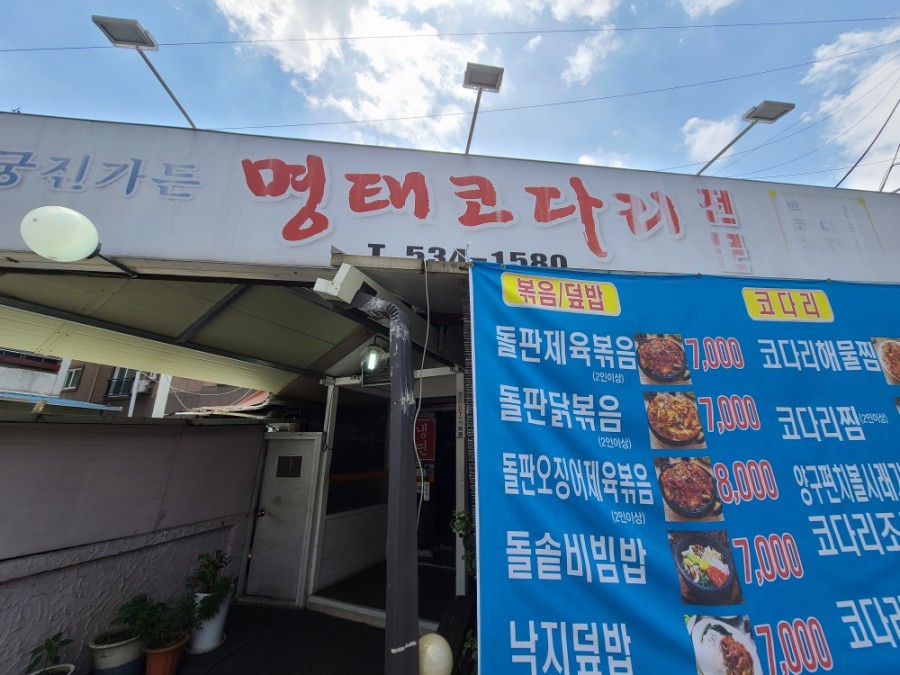 궁진가든 명태코다리
T. 534-1580
냉면
볶음/덮밥
돌판제육볶음 7,000
(2인이상)
돌판닭볶음 7,000
(2인이상)
돌판오징어제육볶음 8,000
(2인이상)
돌솥비빔밥 7,000
낙지덮밥 7,000
코다리
코다리해물찜
코다리찜 (2인이상)
양구펀치볼시래기
코다리조
코다